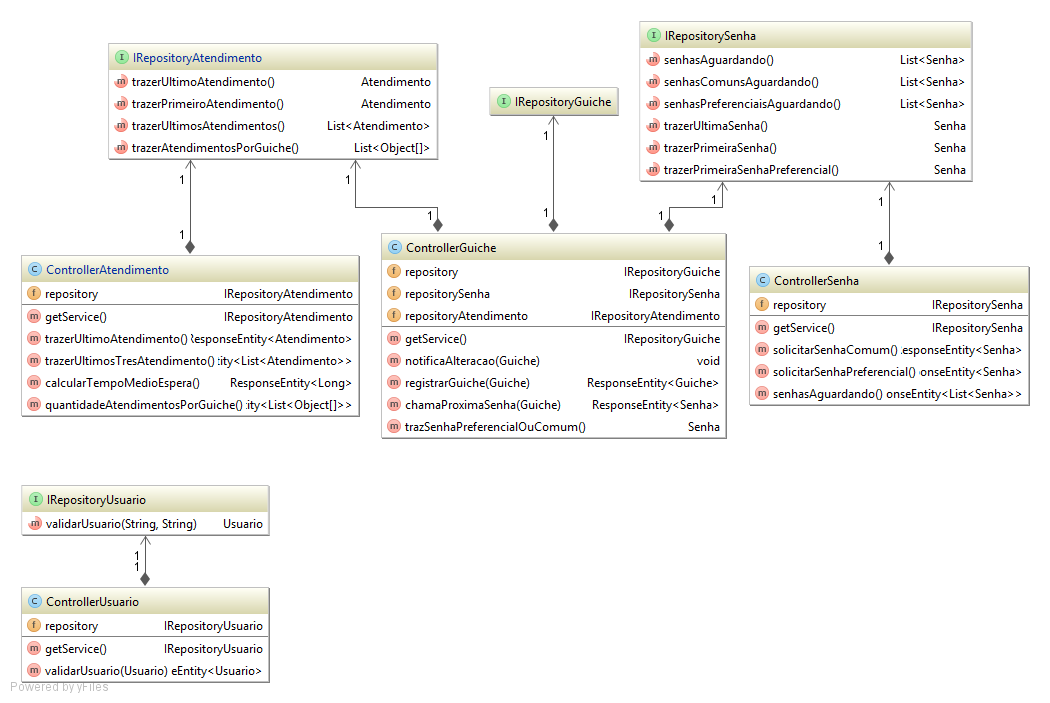 IRepositoryAtendimento
trazerUltimoAtendimento() Atendimento
trazerPrimeiroAtendimento() Atendimento
trazerUltimosAtendimentos() List<Atendimento>
trazerAtendimentosPorGuiche() List<Object[]>
IRepositoryGuiche
IRepositorySenha
senhasAguardando() List<Senha>
senhasComunsAguardando() List<Senha>
senhasPreferenciaisAguardando() List<Senha>
trazerUltimaSenha() Senha
trazerPrimeiraSenha() Senha
trazerPrimeiraSenhaPreferencial() Senha
1
1
1
1
1
1
1
1
1
1
ControllerAtendimento
repository IRepositoryAtendimento
getService() IRepositoryAtendimento
trazerUltimoAtendimento() ResponseEntity<Atendimento>
trazerUltimosTresAtendimento() :ity<List<Atendimento>>
calcularTempoMedioEspera() ResponseEntity<Long>
quantidadeAtendimentosPorGuiche() :ity<List<Object[]>>
ControllerGuiche
repository IRepositoryGuiche
repositorySenha IRepositorySenha
repositoryAtendimento IRepositoryAtendimento
getService() IRepositoryGuiche
notificaAlteracao(Guiche) void
registrarGuiche(Guiche) ResponseEntity<Guiche>
chamaProximaSenha(Guiche) ResponseEntity<Senha>
trazSenhaPreferencialOuComum() Senha
ControllerSenha
repository IRepositorySenha
getService() IRepositorySenha
solicitarSenhaComum() :esponseEntity<Senha>
solicitarSenhaPreferencial() onseEntity<Senha>
senhasAguardando() onseEntity<List<Senha>>
IRepositoryUsuario
validarUsuario(String, String) Usuario
1
1
ControllerUsuario
repository IRepositoryUsuario
getService() IRepositoryUsuario
validarUsuario(Usuario) eEntity<Usuario>
Powered by yFiles